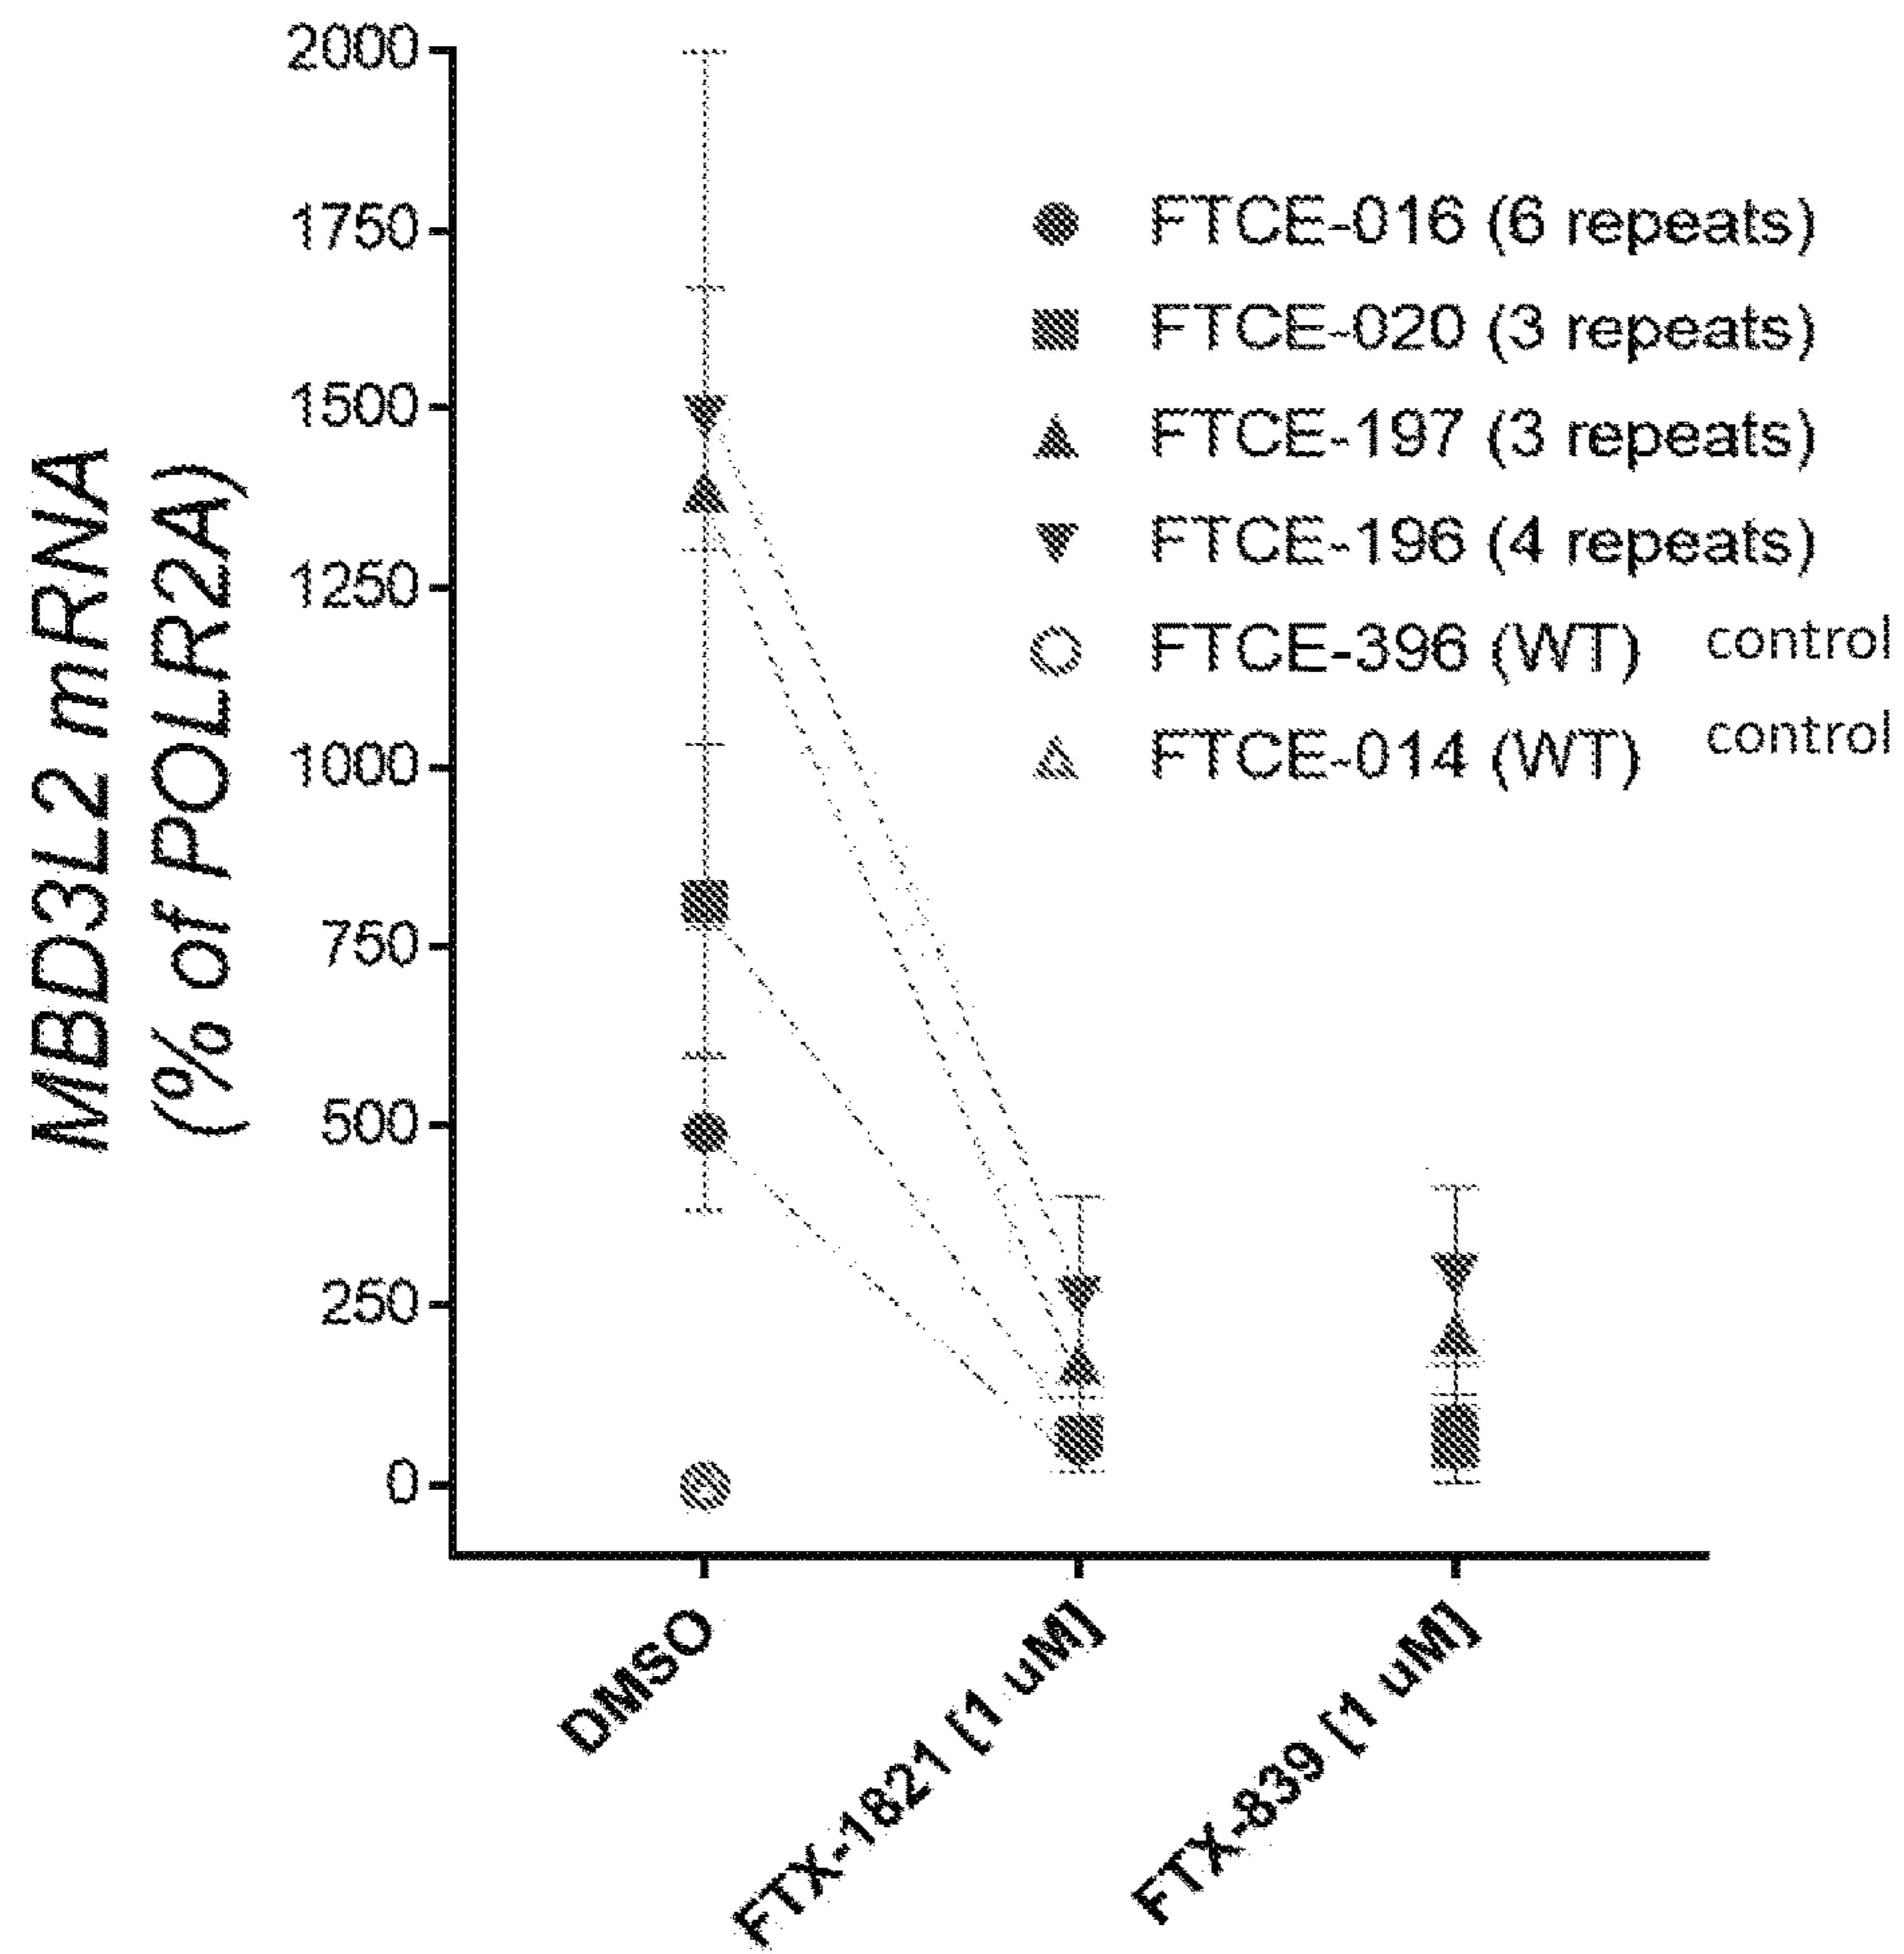 MBD3L2 mRNA
(% of POLR2A)
2000
1750
1500
1250
1000
750
500
250
0
FTCE-016 (6 repeats)
FTCE-020 (3 repeats)
FTCE-197 (3 repeats)
FTCE-196 (4 repeats)
FTCE-396 (WT) control
FTCE-014 (WT) control
DMSO
FTX-1821 [1 uM]
FTX-839 [1 uM]